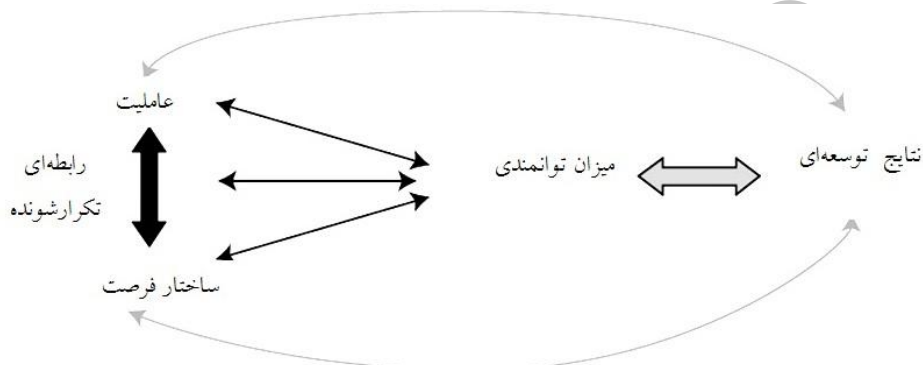 عاملیت
رابطه‌ای
تکرارشونده
ساختار فرصت
میزان توانمندی
نتایج توسعه‌ای